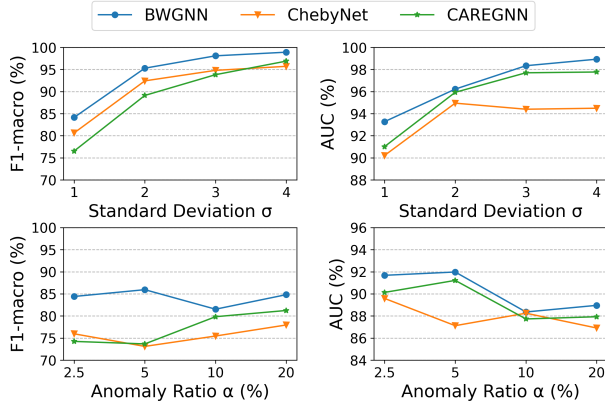 BWGNN ChebyNet CAREGNN
F1-macro (%)
100
95
90
85
80
75
70
1 2 3 4
Standard Deviation σ
AUC (%)
100
98
96
94
92
90
88
1 2 3 4
Standard Deviation σ
F1-macro (%)
100
95
90
85
80
75
70
2.5 5 10 20
Anomaly Ratio α (%)
AUC (%)
96
94
92
90
88
86
84
2.5 5 10 20
Anomaly Ratio α (%)